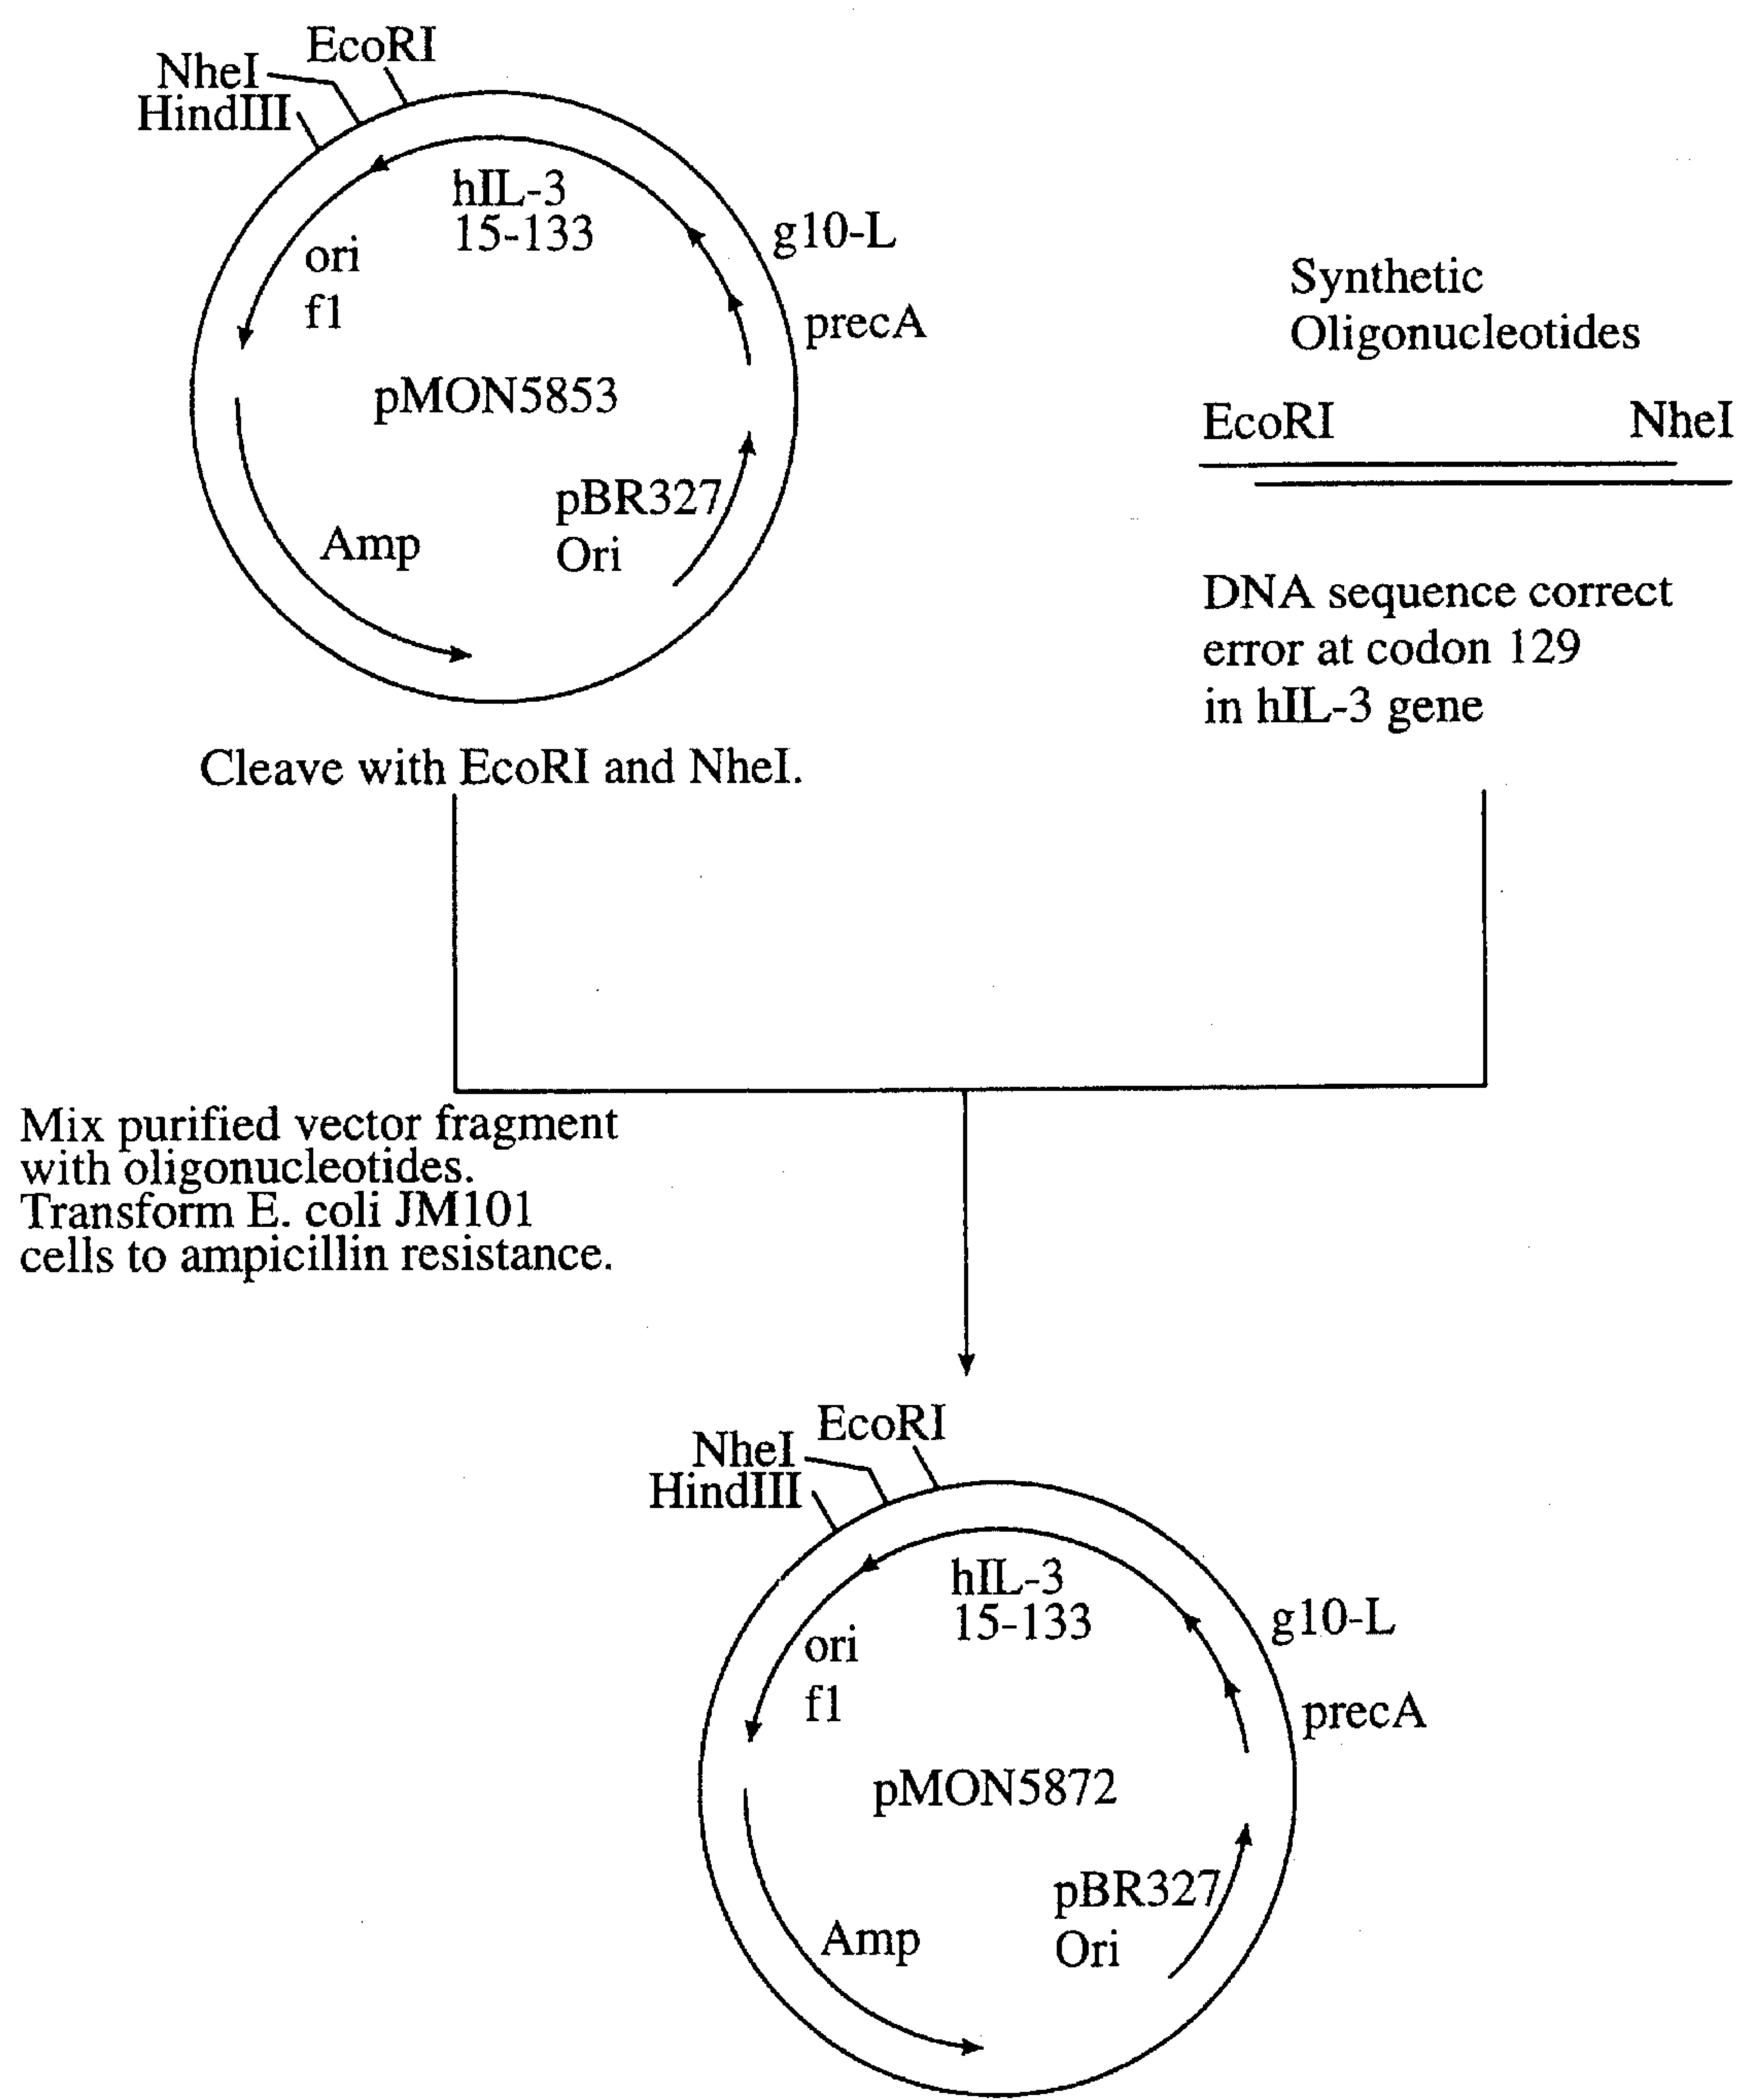 EcoRI
NheI
HindIII
hIL-3
15-133
g10-L
ori
f1
precA
pMON5853
pBR327
Ori
Amp
Synthetic
Oligonucleotides
EcoRI NheI
DNA sequence correct
error at codon 129
in hIL-3 gene
Cleave with EcoRI and NheI.
Mix purified vector fragment
with oligonucleotides.
Transform E. coli JM101
cells to ampicillin resistance.
EcoRI
NheI
HindIII
hIL-3
15-133
g10-L
ori
f1
precA
pMON5872
pBR327
Ori
Amp